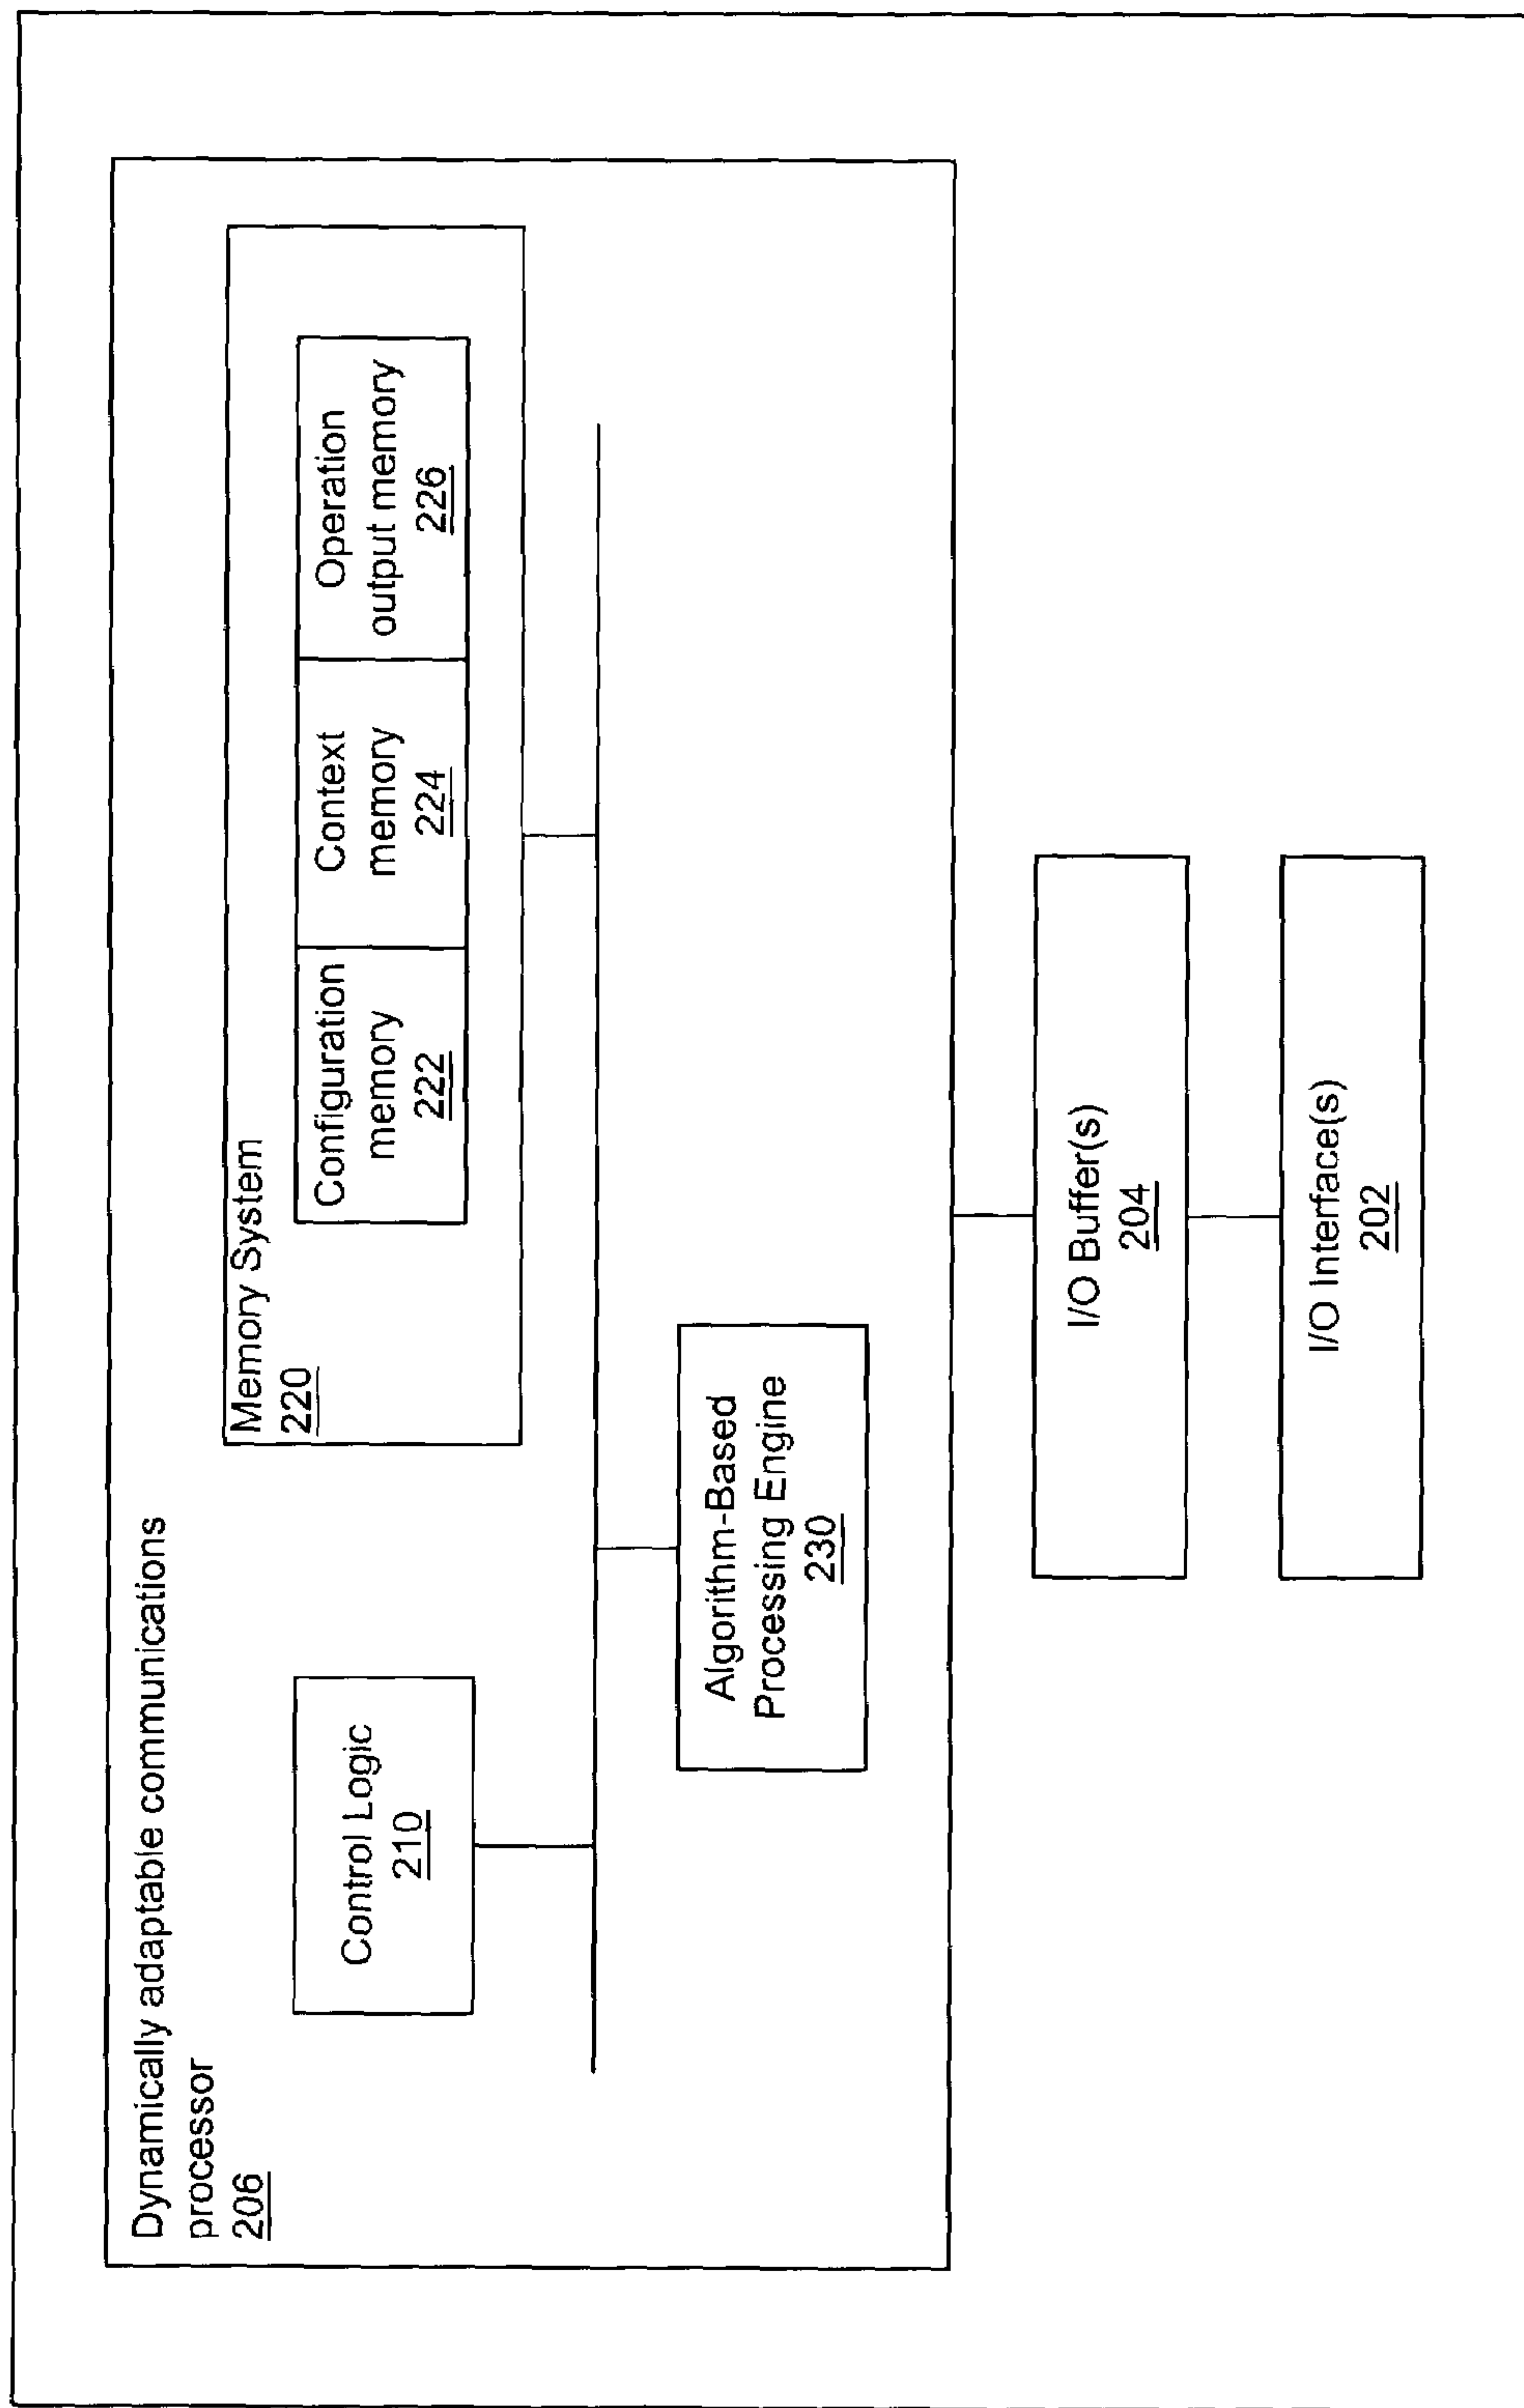 Dynamically adaptable communications
processor
206
Memory System
220
Control Logic
210
Configuration
memory
222
Context
memory
224
Operation
output memory
226
Algorithm-Based
Processing Engine
230
I/O Buffer(s)
204
I/O Interface(s)
202